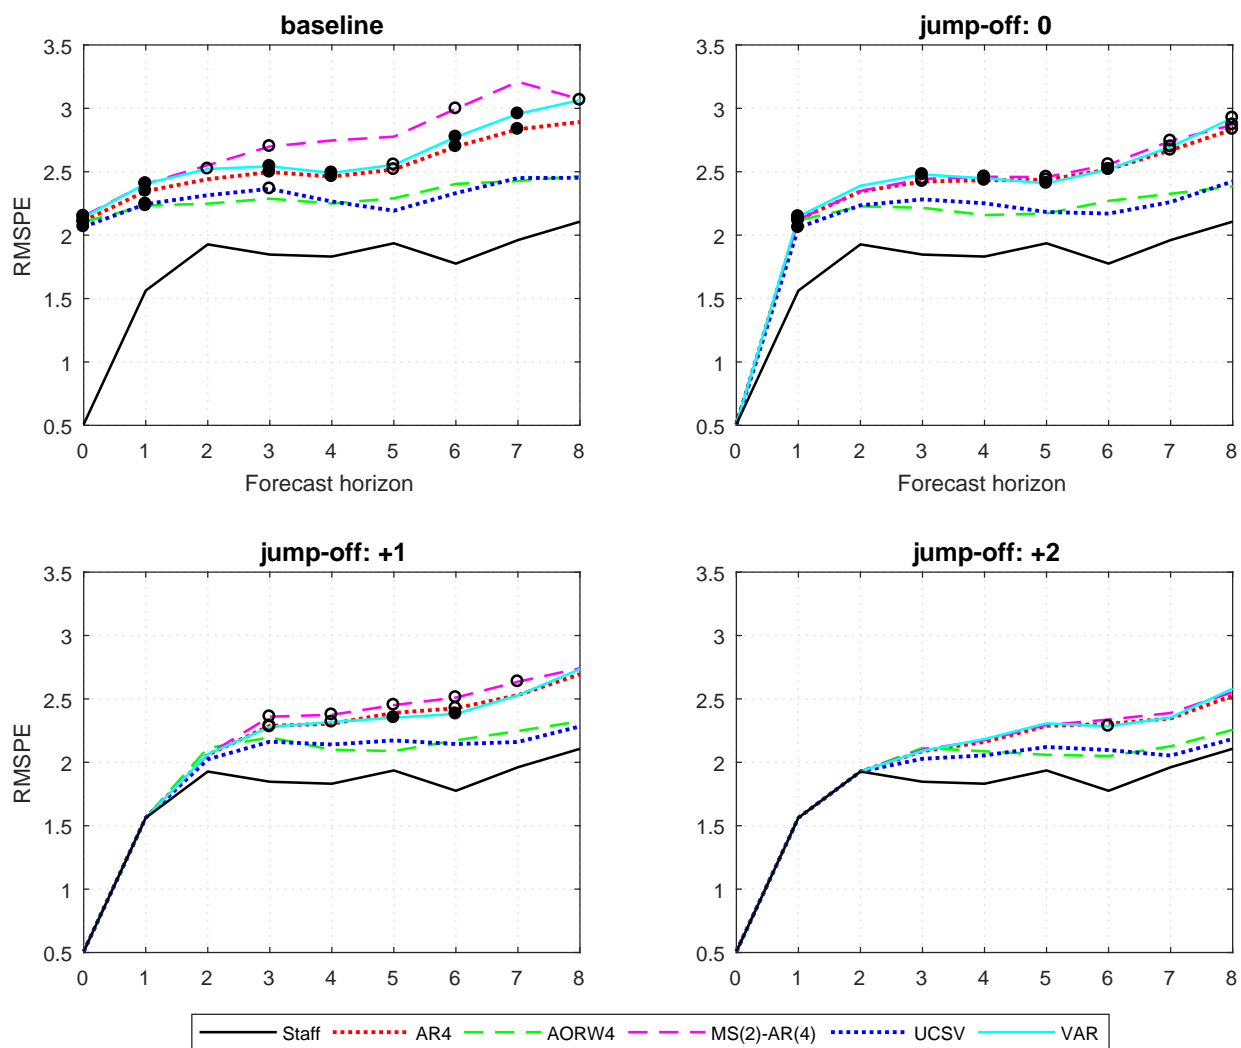 baseline
3.5
3
2.5
2
1.5
1
0.5
RMSPE
0 1 2 3 4 5 6 7 8
Forecast horizon
jump-off: 0
3.5
3
2.5
2
1.5
1
0.5
0 1 2 3 4 5 6 7 8
Forecast horizon
jump-off: +1
3.5
3
2.5
2
1.5
1
0.5
RMSPE
0 1 2 3 4 5 6 7 8
jump-off: +2
3.5
3
2.5
2
1.5
1
0.5
0 1 2 3 4 5 6 7 8
Staff AR4 AORW4 MS(2)-AR(4) UCSV VAR